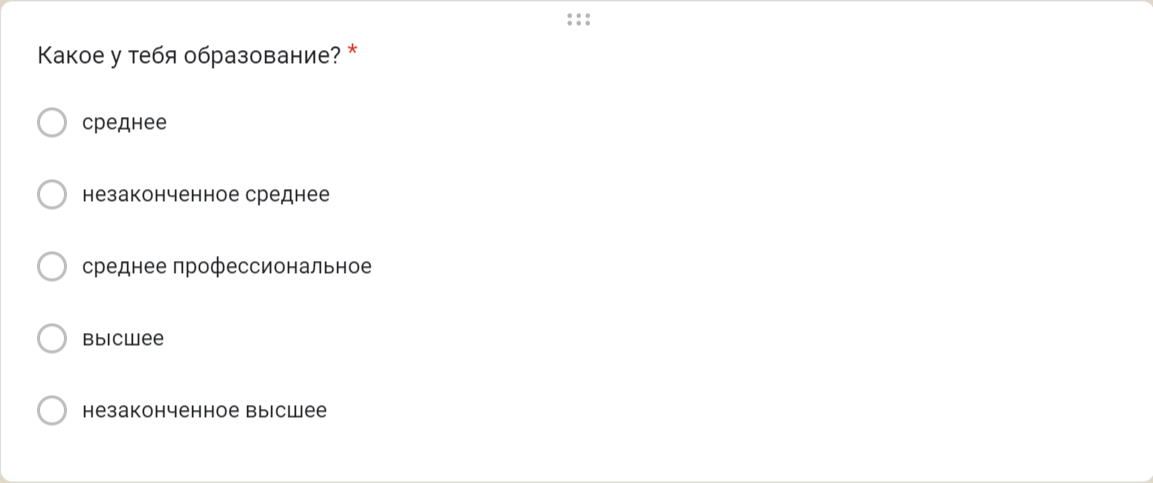 Какое у тебя образование? *
среднее
незаконченное среднее
среднее профессиональное
высшее
незаконченное высшее